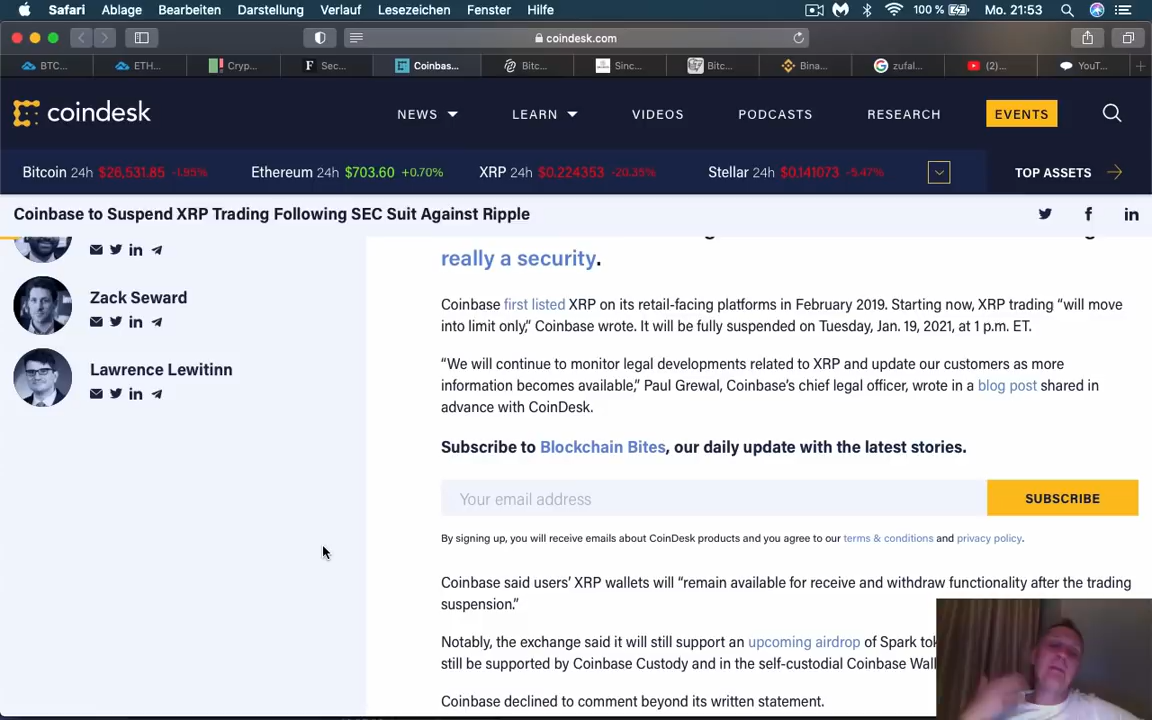 Safari Ablage Bearbeiten Darstellung Verlauf Lesezeichen Fenster Hilfe 100 % Mo. 21:53
coindesk.com
BTC... ETH... Cryp... Sec... Coinbas... Bitc... Sinc... Bitc... Bina... zufal... (2)... YouT...
coindesk NEWS LEARN VIDEOS PODCASTS RESEARCH EVENTS
Bitcoin 24h $26,531.85 -1.95% Ethereum 24h $703.60 +0.70% XRP 24h $0.224353 -20.35% Stellar 24h $0.141073 -5.47% TOP ASSETS
Coinbase to Suspend XRP Trading Following SEC Suit Against Ripple
really a security.
Zack Seward
Lawrence Lewitinn
Coinbase first listed XRP on its retail-facing platforms in February 2019. Starting now, XRP trading “will move
into limit only,” Coinbase wrote. It will be fully suspended on Tuesday, Jan. 19, 2021, at 1 p.m. ET.
“We will continue to monitor legal developments related to XRP and update our customers as more
information becomes available,” Paul Grewal, Coinbase’s chief legal officer, wrote in a blog post shared in
advance with CoinDesk.
Subscribe to Blockchain Bites, our daily update with the latest stories.
Your email address SUBSCRIBE
By signing up, you will receive emails about CoinDesk products and you agree to our terms & conditions and privacy policy.
Coinbase said users’ XRP wallets will “remain available for receive and withdraw functionality after the trading
suspension.”
Notably, the exchange said it will still support an upcoming airdrop of Spark
still be supported by Coinbase Custody and in the self-custodial Coinbase
Coinbase declined to comment beyond its written statement.